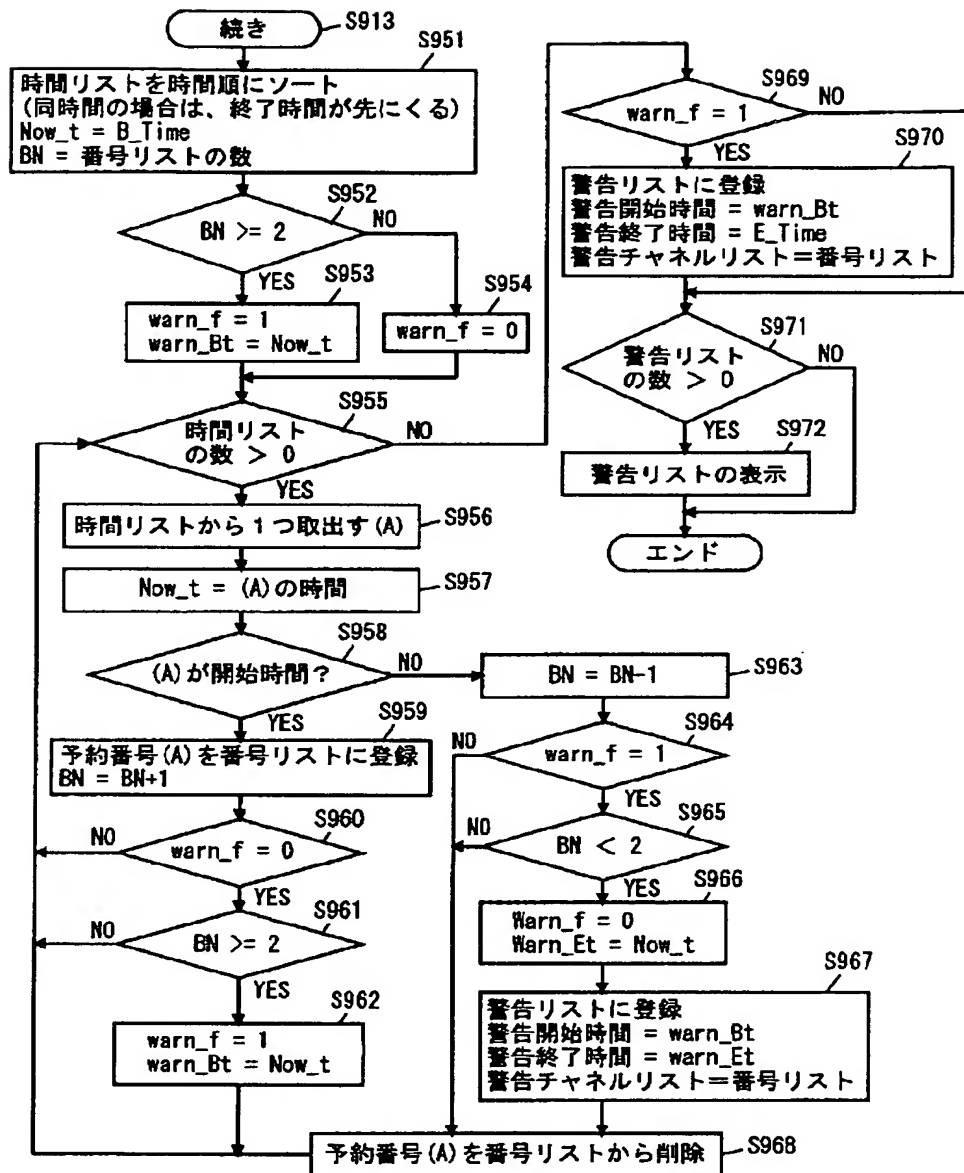 続き
S913
S951
時間リストを時間順にソート
(同時間の場合は、終了時間が先にくる)
Now_t = B_Time
BN = 番号リストの数
S952
BN >= 2
NO
YES
S953
warn_f = 1
warn_Bt = Now_t
S954
warn_f = 0
S955
時間リスト
の数 > 0
NO
YES
時間リストから1つ取出す(A)
S956
Now_t = (A)の時間
S957
S958
(A)が開始時間?
NO
YES
S959
予約番号(A)を番号リストに登録
BN = BN+1
S960
warn_f = 0
NO
YES
S961
BN >= 2
NO
YES
S962
warn_f = 1
warn_Bt = Now_t
BN = BN-1
S963
S964
warn_f = 1
NO
YES
S965
BN < 2
NO
YES
S966
Warn_f = 0
Warn_Et = Now_t
S967
警告リストに登録
警告開始時間 = warn_Bt
警告終了時間 = warn_Et
警告チャネルリスト=番号リスト
予約番号(A)を番号リストから削除
S968
S969
warn_f = 1
NO
YES
S970
警告リストに登録
警告開始時間 = warn_Bt
警告終了時間 = E_Time
警告チャネルリスト=番号リスト
S971
警告リスト
の数 > 0
NO
YES
S972
警告リストの表示
エンド